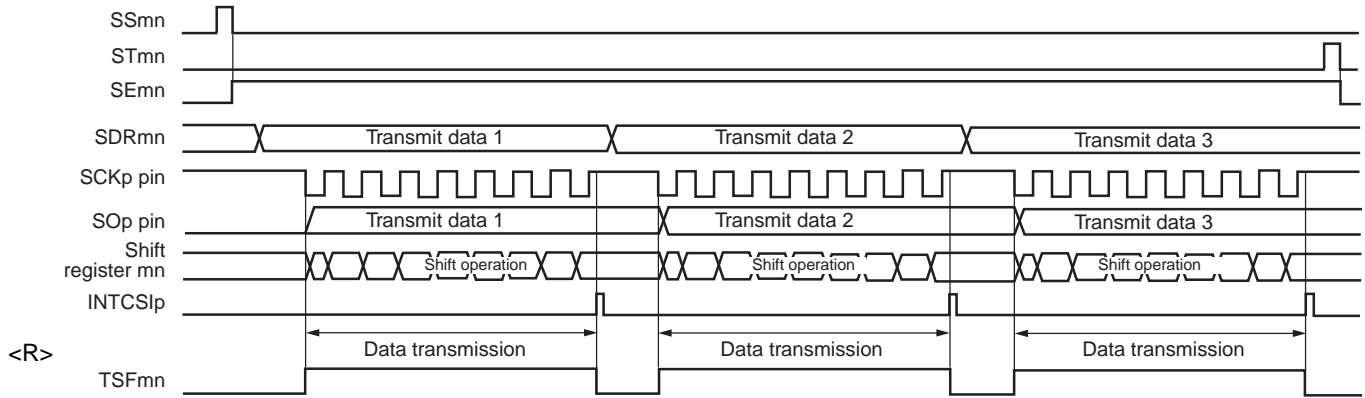 SSmn
STmn
SEmn
SDRmn Transmit data 1 Transmit data 2 Transmit data 3
SCKp pin
SOp pin Transmit data 1 Transmit data 2 Transmit data 3
Shift
register mn Shift operation Shift operation Shift operation
INTCSIp
<R> Data transmission Data transmission Data transmission
TSFmn